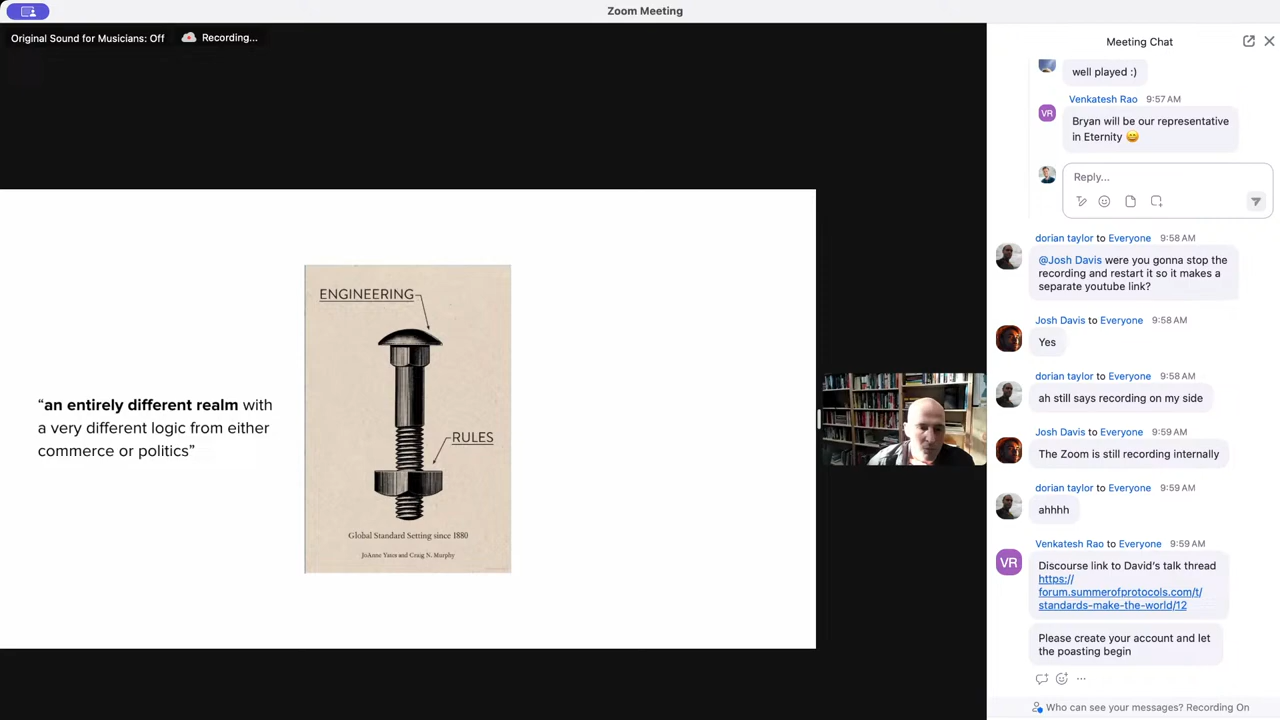 Zoom Meeting
Original Sound for Musicians: Off
Recording...
“an entirely different realm with
a very different logic from either
commerce or politics”
ENGINEERING
RULES
Global Standard Setting since 1880
JoAnne Yates and Craig N. Murphy
Meeting Chat
well played :)
Venkatesh Rao 9:57 AM
VR
Bryan will be our representative
in Eternity 😄
Reply...
dorian taylor to Everyone 9:58 AM
@Josh Davis were you gonna stop the
recording and restart it so it makes a
separate youtube link?
Josh Davis to Everyone 9:58 AM
Yes
dorian taylor to Everyone 9:58 AM
ah still says recording on my side
Josh Davis to Everyone 9:59 AM
The Zoom is still recording internally
dorian taylor to Everyone 9:59 AM
ahhhh
Venkatesh Rao to Everyone 9:59 AM
VR
Discourse link to David's talk thread
https://
forum.summerofprotocols.com/t/
standards-make-the-world/12
Please create your account and let
the poasting begin
Who can see your messages? Recording On